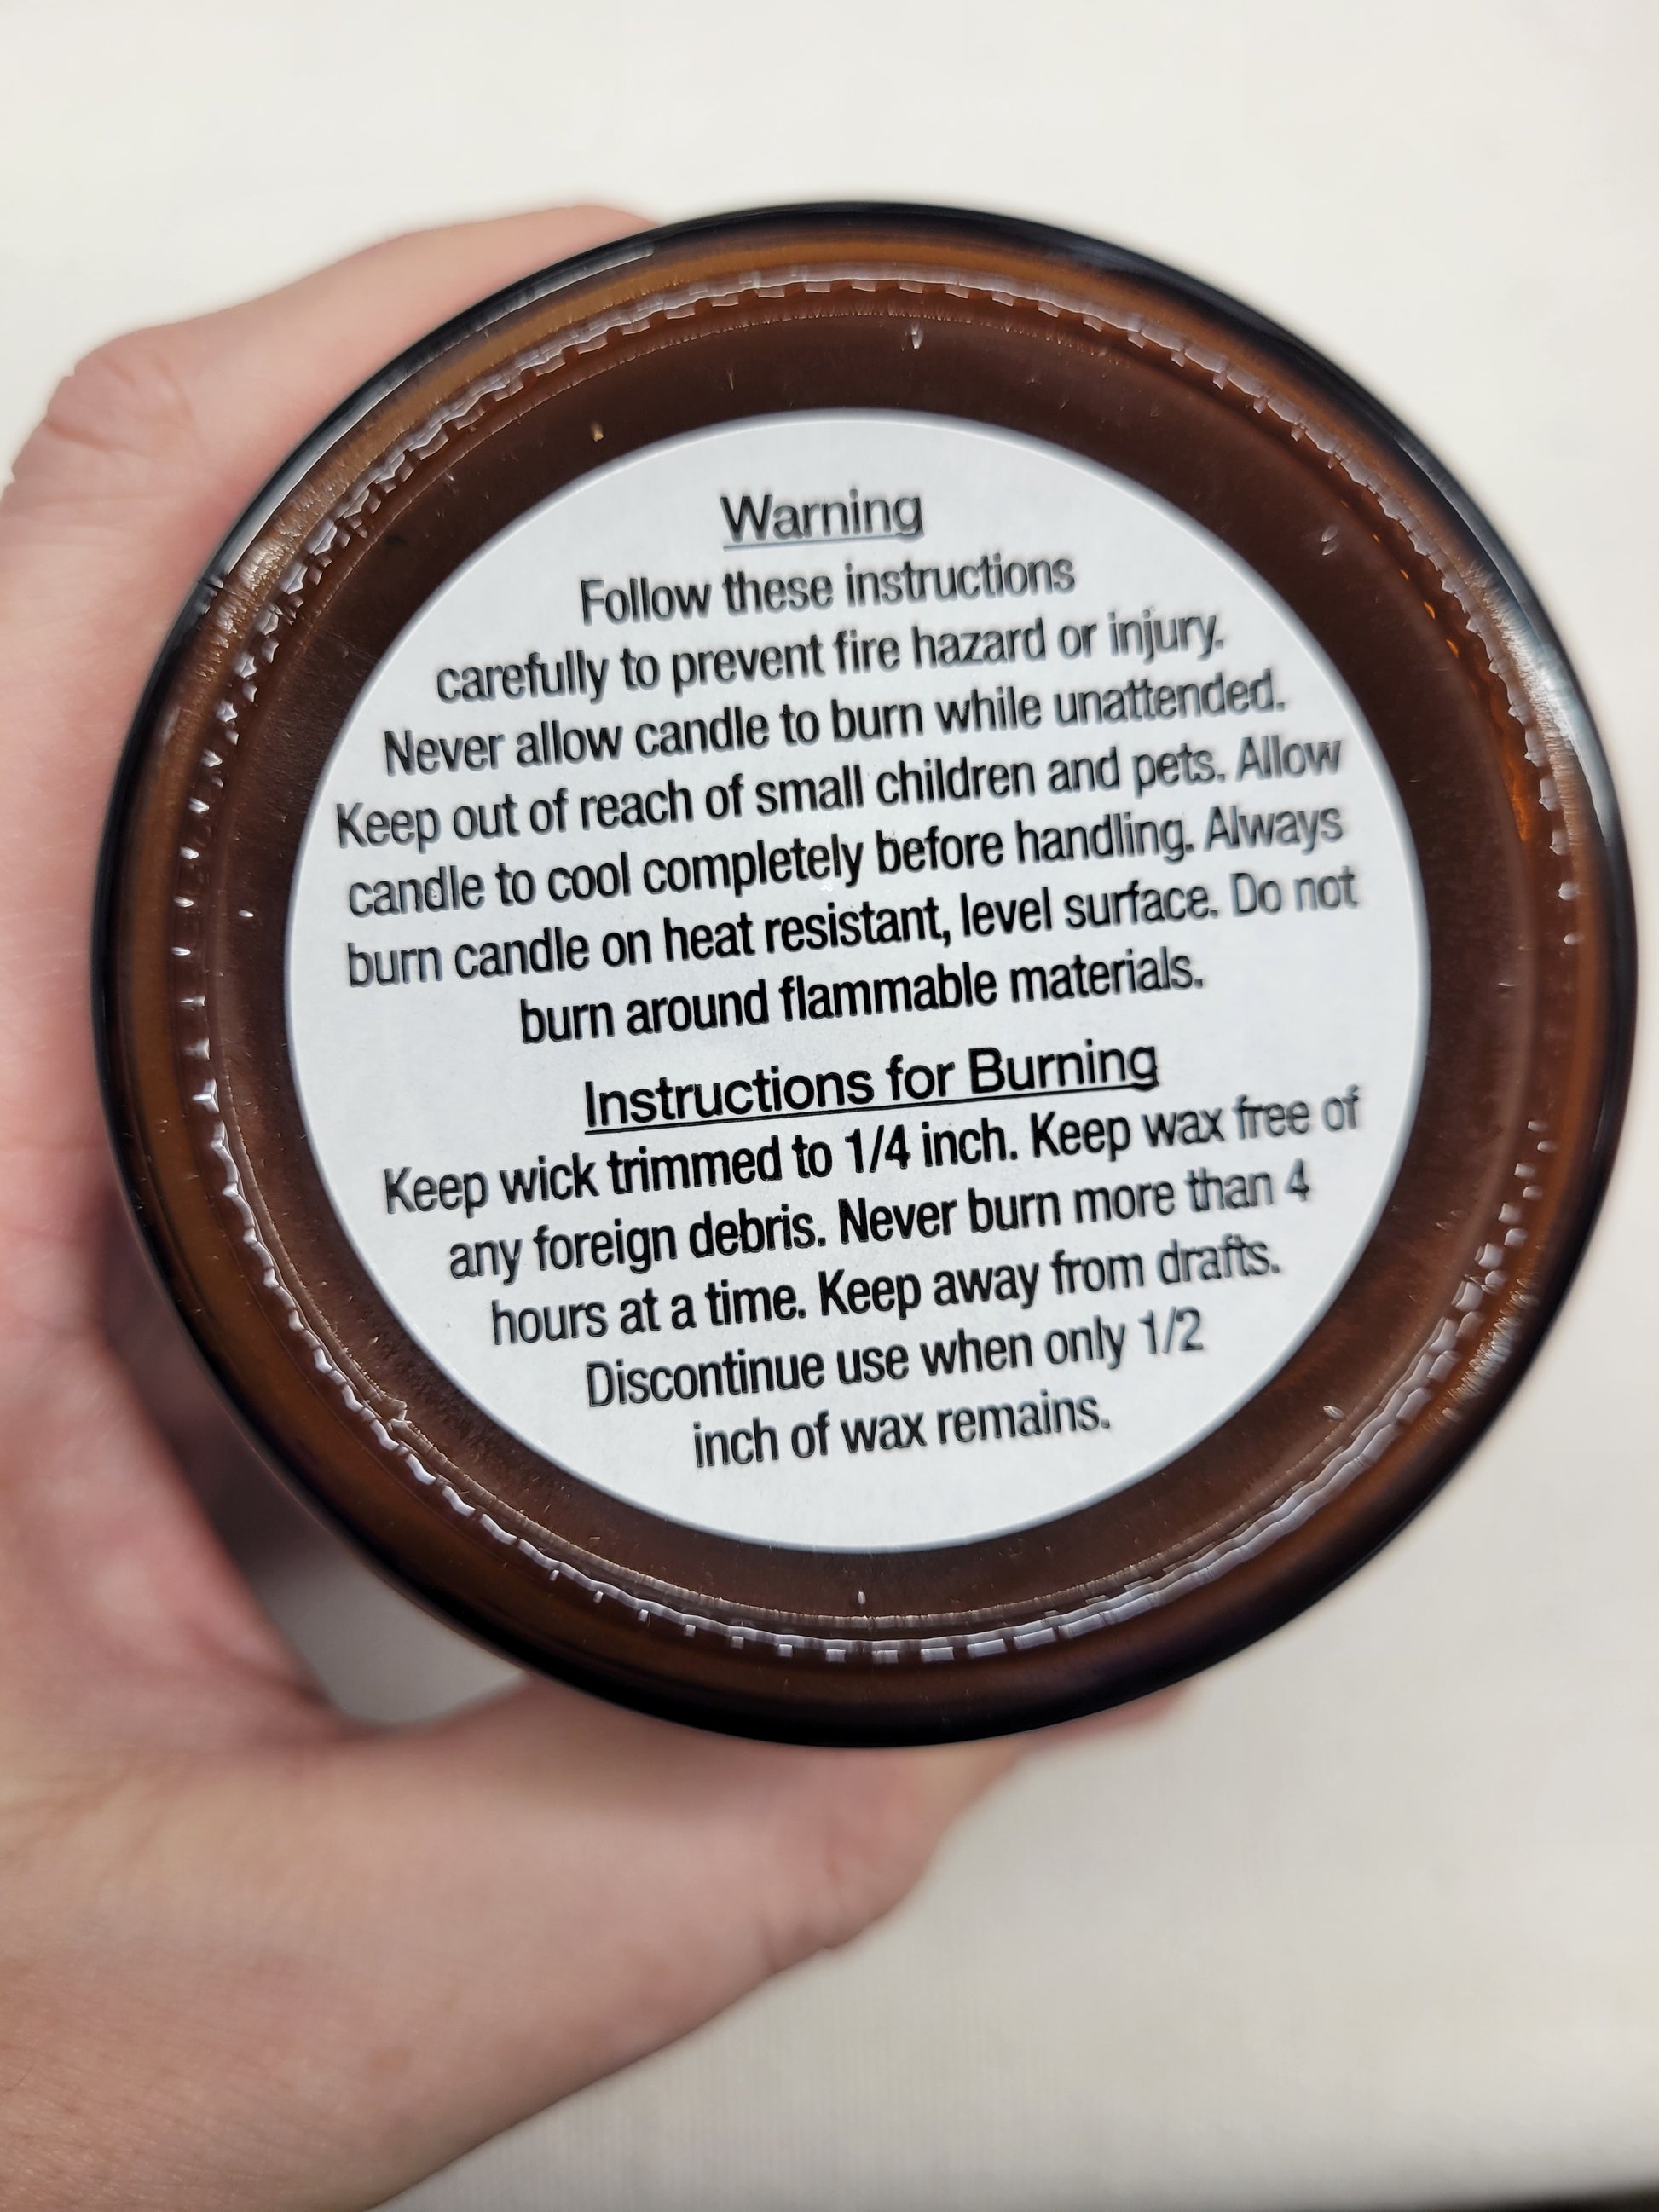 Warning
Follow these instructions
carefully to prevent fire hazard or injury.
Never allow candle to burn while unattended.
Keep out of reach of small children and pets. Allow
candle to cool completely before handling. Always
burn candle on heat resistant, level surface. Do not
burn around flammable materials.
Instructions for Burning
Keep wick trimmed to 1/4 inch. Keep wax free of
any foreign debris. Never burn more than 4
hours at a time. Keep away from drafts.
Discontinue use when only 1/2
inch of wax remains.